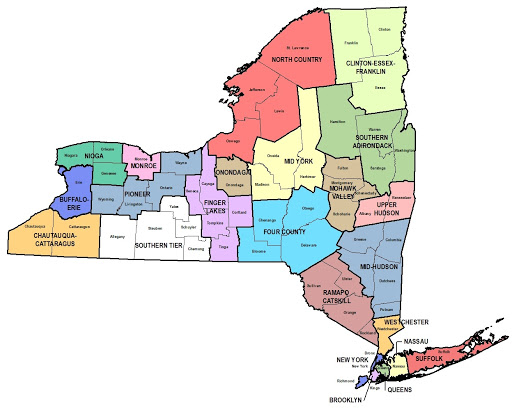 St. Lawrence
Franklin
Clinton
NORTH COUNTRY
CLINTON-ESSEX-
FRANKLIN
Jefferson
Essex
Lewis
Oswego
Hamilton
Warren
Washington
SOUTHERN
ADIRONDACK
Oneida
Herkimer
Madison
MID YORK
Fulton
Saratoga
Montgomery
Schenectady
MOHAWK
VALLEY
Schoharie
Niagara
Orleans
NIOGA
Genesee
Monroe
MONROE
Wayne
Cayuga
ONONDAGA
Onondaga
Erie
BUFFALO-
ERIE
PIONEER
Ontario
Seneca
Wyoming
Livingston
Yates
FINGER
LAKES
Cortland
Tompkins
Tioga
Rensselaer
UPPER
HUDSON
Albany
Chautauqua
Cattaraugus
CHAUTAUQUA-
CATTARAUGUS
Allegany
Steuben
Schuyler
Chemung
SOUTHERN TIER
Chenango
Otsego
FOUR COUNTY
Broome
Delaware
Greene
Columbia
MID-HUDSON
Dutchess
Putnam
Sullivan
Ulster
RAMAPO
CATSKILL
Orange
Rockland
WESTCHESTER
Westchester
NASSAU
Suffolk
SUFFOLK
Bronx
NEW YORK
New York
Nassau
Richmond
Kings
QUEENS
BROOKLYN